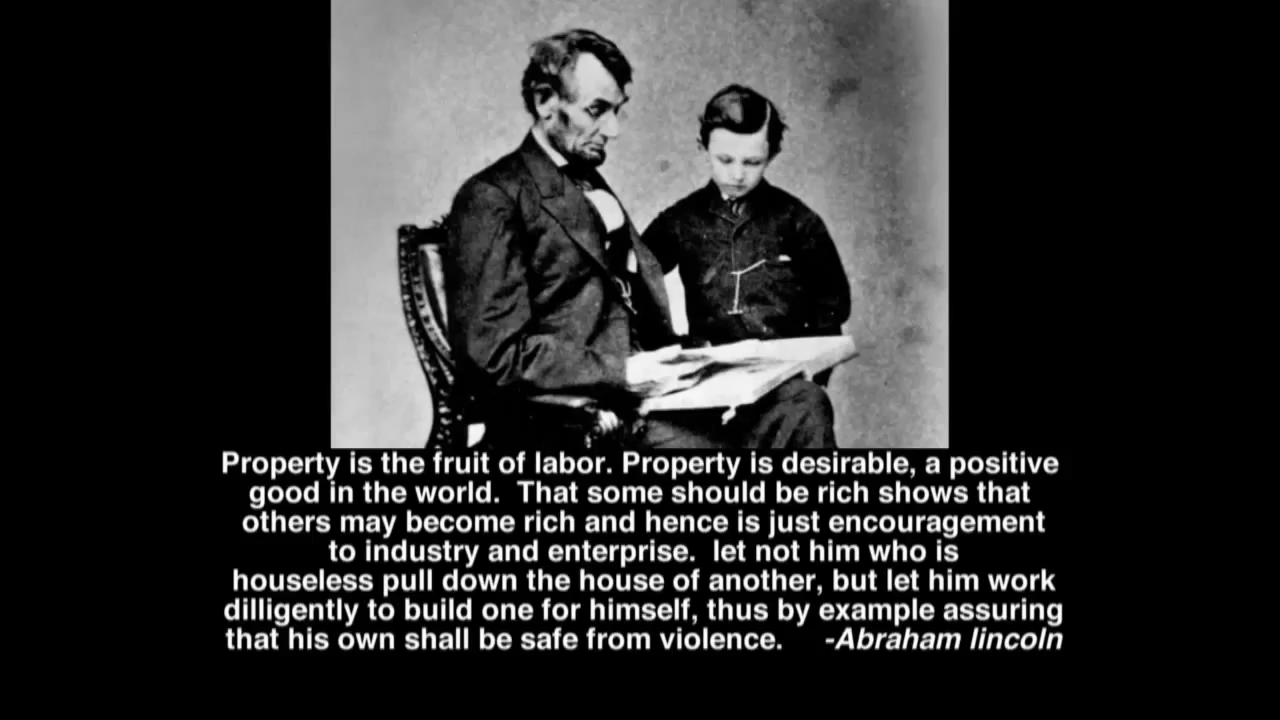 Property is the fruit of labor. Property is desirable, a positive
good in the world.  That some should be rich shows that
others may become rich and hence is just encouragement
to industry and enterprise.  let not him who is
houseless pull down the house of another, but let him work
dilligently to build one for himself, thus by example assuring
that his own shall be safe from violence.     -Abraham lincoln